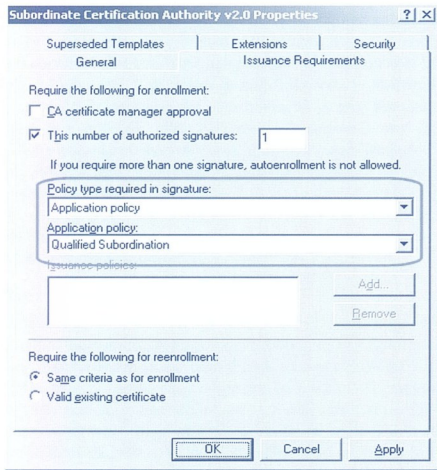 Subordinate Certification Authority v2.0 Properties
Superseded Templates Extensions Security
General Issuance Requirements
Require the following for enrollment:
CA certificate manager approval
This number of authorized signatures: 1
If you require more than one signature, autoenrollment is not allowed.
Policy type required in signature:
Application policy
Application policy:
Qualified Subordination
Issuance policies:
Add...
Remove
Require the following for reenrollment:
Same criteria as for enrollment
Valid existing certificate
OK Cancel Apply